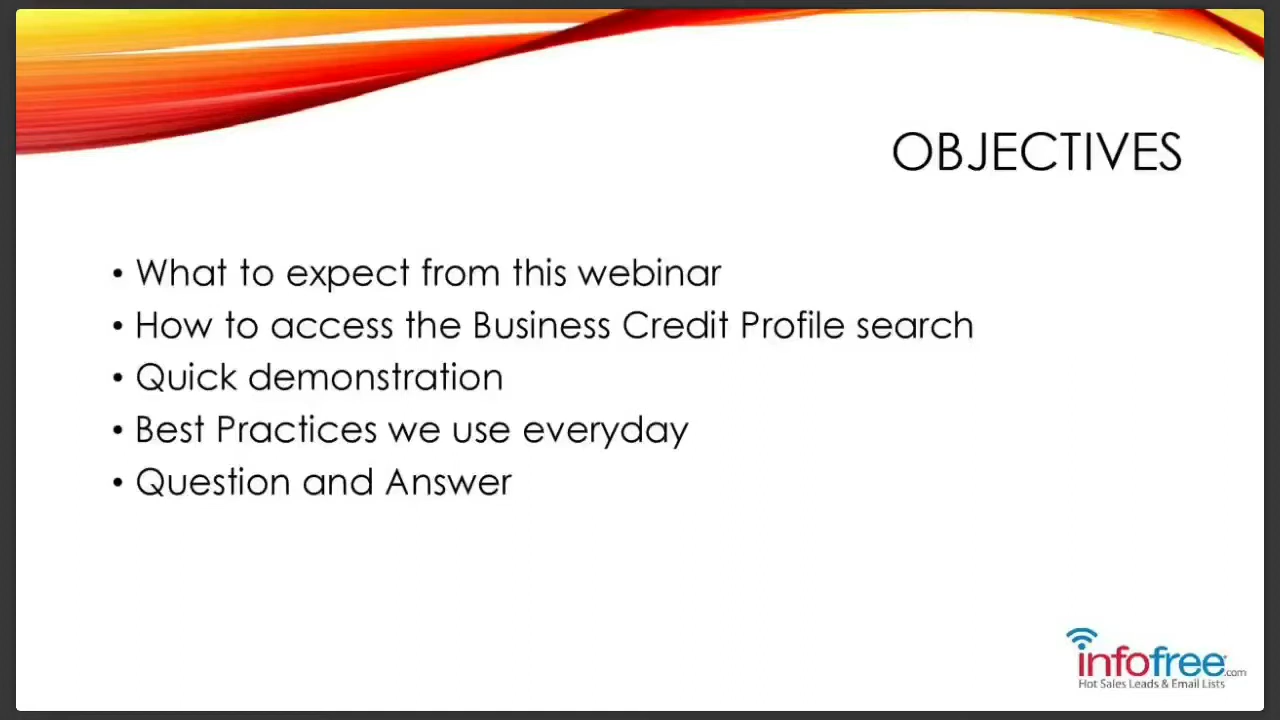 OBJECTIVES
• What to expect from this webinar
• How to access the Business Credit Profile search
• Quick demonstration
• Best Practices we use everyday
• Question and Answer
infofree.com
Hot Sales Leads & Email Lists